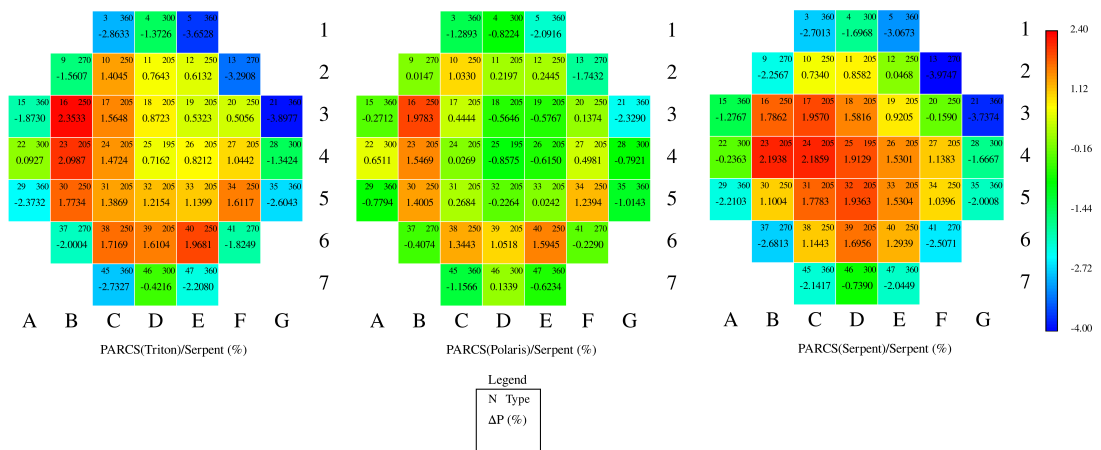 3 360 4 300 5 360
-2.8633 -1.3726 -3.6528
1
9 270 10 250 11 205 12 250 13 270
-1.5607 1.4045 0.7643 0.6132 -3.2908
2
15 360 16 250 17 205 18 205 19 205 20 250 21 360
-1.8730 2.3533 1.5648 0.8723 0.5323 0.5056 -3.8977
3
22 300 23 205 24 205 25 195 26 205 27 205 28 300
0.0927 2.0987 1.4724 0.7162 0.8212 1.0442 -1.3424
4
29 360 30 250 31 205 32 205 33 205 34 250 35 360
-2.3732 1.7734 1.3869 1.2154 1.1399 1.6117 -2.6043
5
37 270 38 250 39 205 40 250 41 270
-2.0004 1.7169 1.6104 1.9681 -1.8249
6
45 360 46 300 47 360
-2.7327 -0.4216 -2.2080
7
A B C D E F G
PARCS(Triton)/Serpent (%)
3 360 4 300 5 360
-1.2893 -0.8224 -2.0916
1
9 270 10 250 11 205 12 250 13 270
0.0147 1.0330 0.2197 0.2445 -1.7432
2
15 360 16 250 17 205 18 205 19 205 20 250 21 360
-0.2712 1.9783 0.4444 -0.5646 -0.5767 0.1374 -2.3290
3
22 300 23 205 24 205 25 195 26 205 27 205 28 300
0.6511 1.5469 0.0269 -0.8575 -0.6150 0.4981 -0.7921
4
29 360 30 250 31 205 32 205 33 205 34 250 35 360
-0.7794 1.4005 0.2684 -0.2264 0.0242 1.2394 -1.0143
5
37 270 38 250 39 205 40 250 41 270
-0.4074 1.3443 1.0518 1.5945 -0.2290
6
45 360 46 300 47 360
-1.1566 0.1339 -0.6234
7
A B C D E F G
PARCS(Polaris)/Serpent (%)
3 360 4 300 5 360
-2.7013 -1.6968 -3.0673
1
9 270 10 250 11 205 12 250 13 270
-2.2567 0.7340 0.8582 0.0468 -3.9747
2
15 360 16 250 17 205 18 205 19 205 20 250 21 360
-1.2767 1.7862 1.9570 1.5816 0.9205 -0.1590 -3.7374
3
22 300 23 205 24 205 25 195 26 205 27 205 28 300
-0.2363 2.1938 2.1859 1.9129 1.5301 1.1383 -1.6667
4
29 360 30 250 31 205 32 205 33 205 34 250 35 360
-2.2103 1.1004 1.7783 1.9363 1.5304 1.0396 -2.0008
5
37 270 38 250 39 205 40 250 41 270
-2.6813 1.1443 1.6956 1.2939 -2.5071
6
45 360 46 300 47 360
-2.1417 -0.7390 -2.0449
7
A B C D E F G
PARCS(Serpent)/Serpent (%)
2.40
1.12
-0.16
-1.44
-2.72
-4.00
Legend
N Type
ΔP (%)